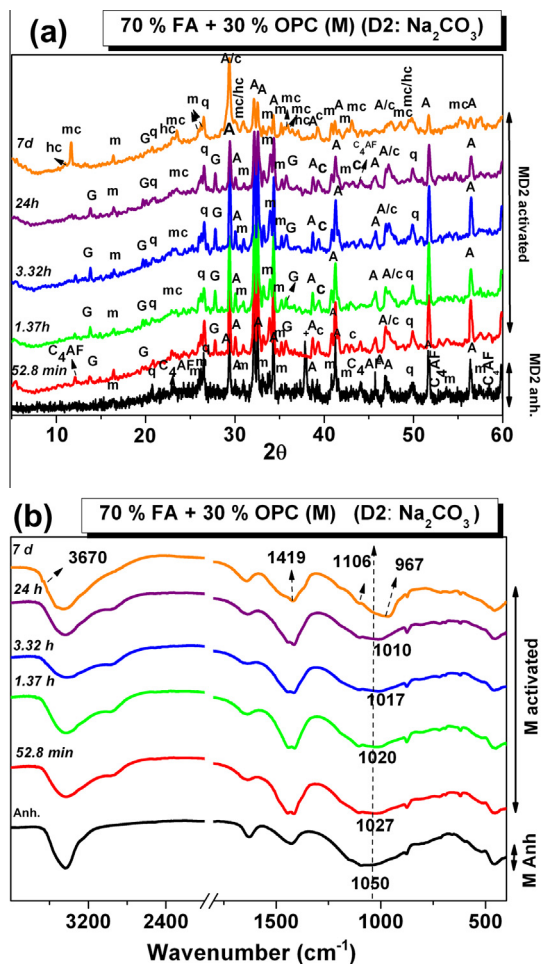 (a)
70 % FA + 30 % OPC (M) (D2: Na2CO3)
A/c
mc/hc
A A
m
q
mc
hc
mc
m
G q
mc
m
mc
hc
A
c
A
m
mc
A/c
mc
mc/hc
A
mc
m
7d
24h
G
m
G q
mc
q
G
A
A
m
m
G
A c
A
m
C4AF
c
A
A/c
q
A
3.32h
G
m
G q
mc
q
G
A
m
m
G
A c
A
m
A
A/c
q
A
1.37h
G
m
G q
mc
q
G
A
m
m
G
A c
A
m
A
A/c
q
A
52.8 min
C4AF
G
m
q
C4AF
m
q
G
A
A
m
A
m
G
A c
A
m
c
A
A/c
q
A
+
A
m
A
A
q
C4AF
m
A
m
C4AF
MD2 activated
MD2 anh.
10 20 30 40 50 60
2θ
(b)
70 % FA + 30 % OPC (M) (D2: Na2CO3)
7 d
3670
1419
1106
967
24 h
1010
3.32 h
1017
1.37 h
1020
52.8 min
1027
Anh.
1050
M activated
M Anh
3200 2400 1500 1000 500
Wavenumber (cm-1)